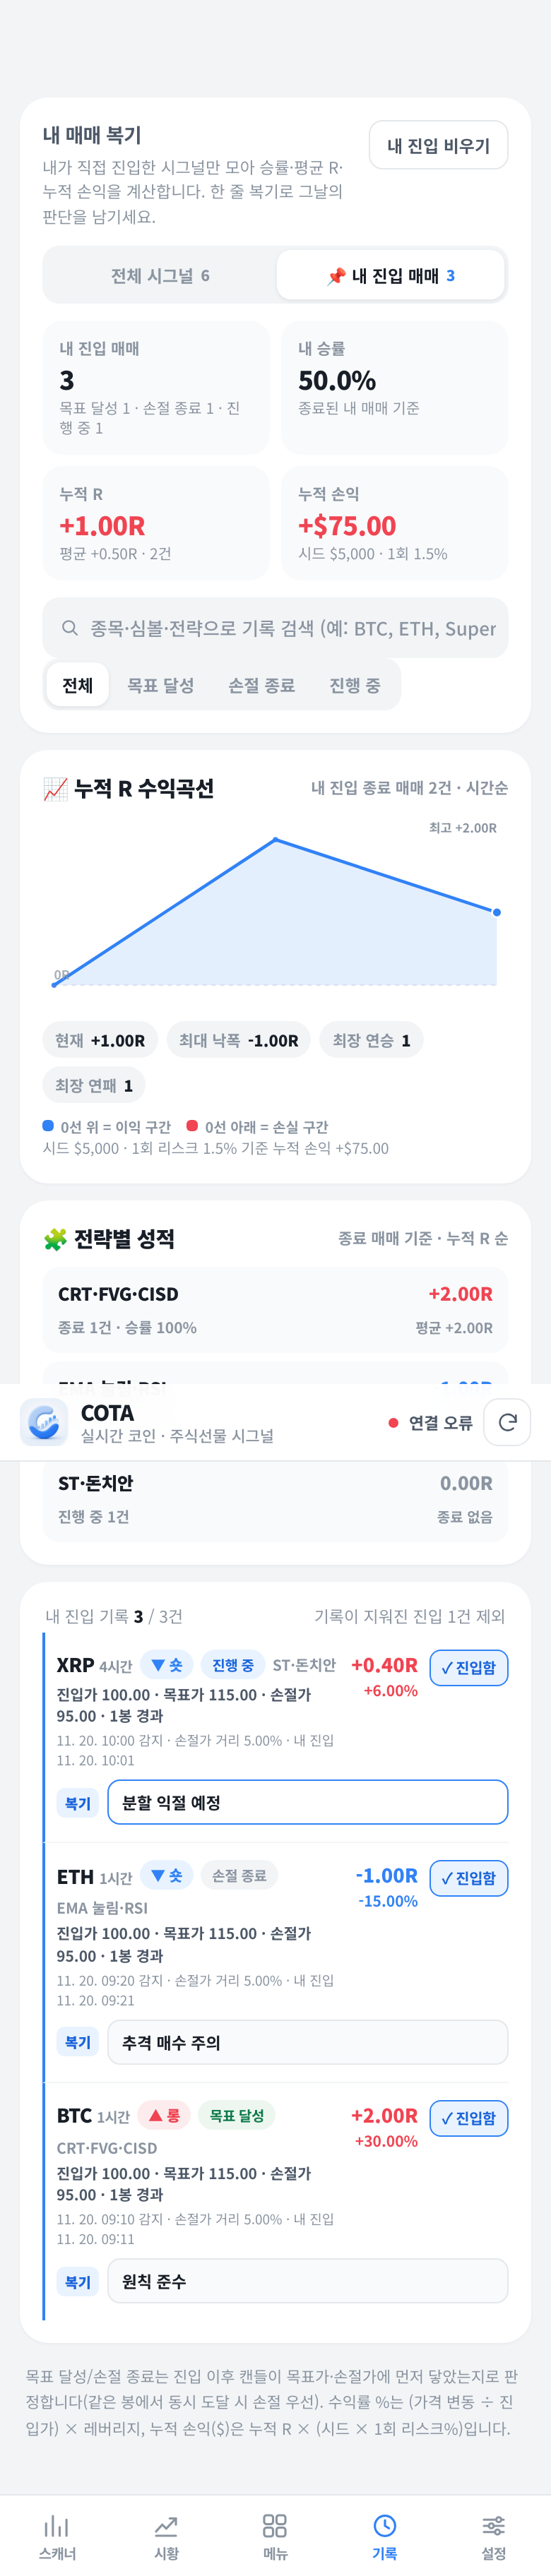 내 매매 복기
내 진입 비우기
내가 직접 진입한 시그널만 모아 승률·평균 R·
누적 손익을 계산합니다. 한 줄 복기로 그날의
판단을 남기세요.
전체 시그널 6
📌 내 진입 매매 3
내 진입 매매
3
목표 달성 1 · 손절 종료 1 · 진
행 중 1
내 승률
50.0%
종료된 내 매매 기준
누적 R
+1.00R
평균 +0.50R · 2건
누적 손익
+$75.00
시드 $5,000 · 1회 1.5%
종목·심볼·전략으로 기록 검색 (예: BTC, ETH, Super
전체 목표 달성 손절 종료 진행 중
📈 누적 R 수익곡선
내 진입 종료 매매 2건 · 시간순
최고 +2.00R
0R
현재 +1.00R
최대 낙폭 -1.00R
최장 연승 1
최장 연패 1
0선 위 = 이익 구간 0선 아래 = 손실 구간
시드 $5,000 · 1회 리스크 1.5% 기준 누적 손익 +$75.00
🧩 전략별 성적
종료 매매 기준 · 누적 R 순
CRT·FVG·CISD +2.00R
종료 1건 · 승률 100% 평균 +2.00R
COTA
실시간 코인 · 주식선물 시그널
연결 오류
ST·돈치안 0.00R
진행 중 1건 종료 없음
내 진입 기록 3 / 3건
기록이 지워진 진입 1건 제외
XRP 4시간 ▼ 숏 진행 중 ST·돈치안 +0.40R ✓ 진입함
+6.00%
진입가 100.00 · 목표가 115.00 · 손절가
95.00 · 1봉 경과
11. 20. 10:00 감지 · 손절가 거리 5.00% · 내 진입
11. 20. 10:01
복기 분할 익절 예정
ETH 1시간 ▼ 숏 손절 종료 -1.00R ✓ 진입함
-15.00%
EMA 눌림·RSI
진입가 100.00 · 목표가 115.00 · 손절가
95.00 · 1봉 경과
11. 20. 09:20 감지 · 손절가 거리 5.00% · 내 진입
11. 20. 09:21
복기 추격 매수 주의
BTC 1시간 ▲ 롱 목표 달성 +2.00R ✓ 진입함
+30.00%
CRT·FVG·CISD
진입가 100.00 · 목표가 115.00 · 손절가
95.00 · 1봉 경과
11. 20. 09:10 감지 · 손절가 거리 5.00% · 내 진입
11. 20. 09:11
복기 원칙 준수
목표 달성/손절 종료는 진입 이후 캔들이 목표가·손절가에 먼저 닿았는지로 판
정합니다(같은 봉에서 동시 도달 시 손절 우선). 수익률 %는 (가격 변동 ÷ 진
입가) × 레버리지, 누적 손익($)은 누적 R × (시드 × 1회 리스크%)입니다.
스캐너 시황 메뉴 기록 설정